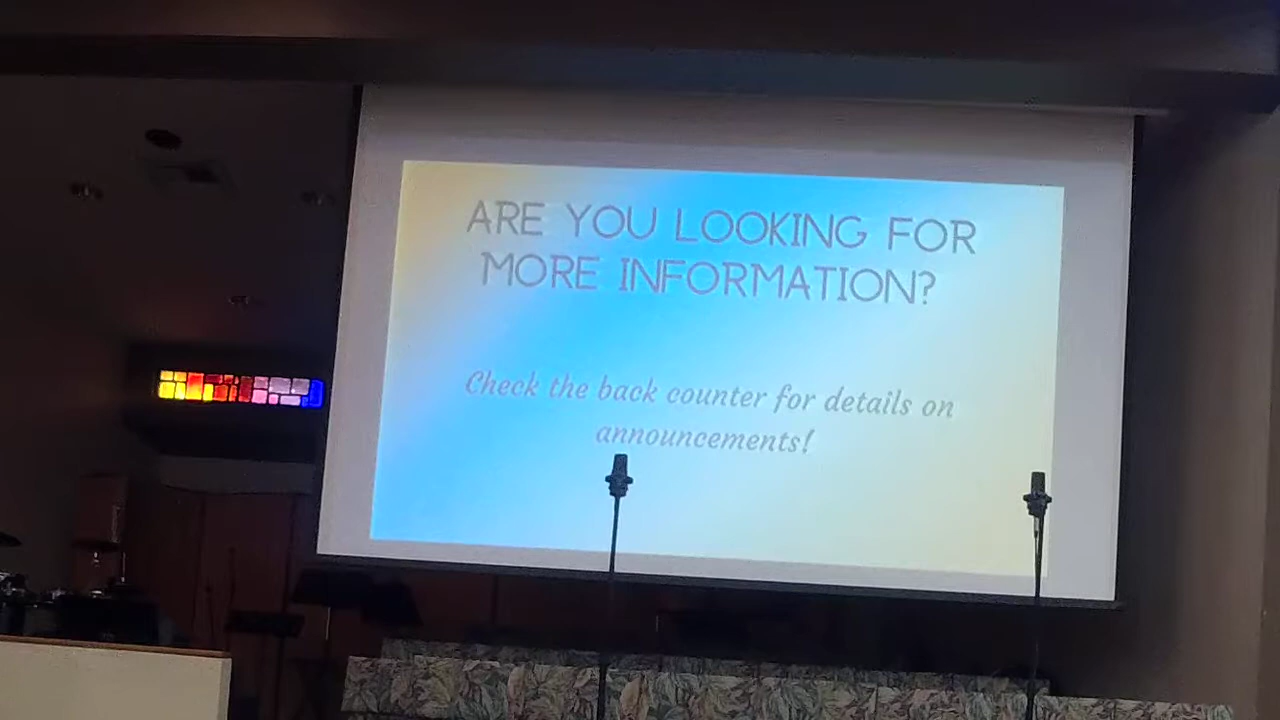 ARE YOU LOOKING FOR
MORE INFORMATION?
Check the back counter for details on
announcements!